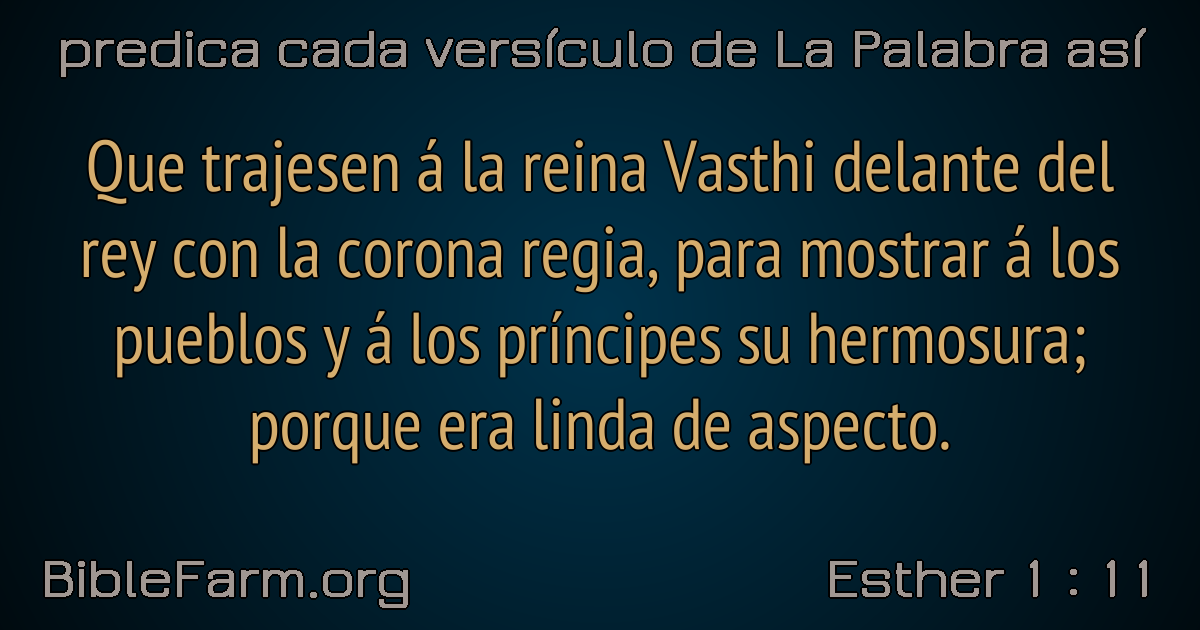 predica cada versículo de La Palabra así
Que trajesen á la reina Vasthi delante del
rey con la corona regia, para mostrar á los
pueblos y á los príncipes su hermosura;
porque era linda de aspecto.
BibleFarm.org
Esther 1 : 11